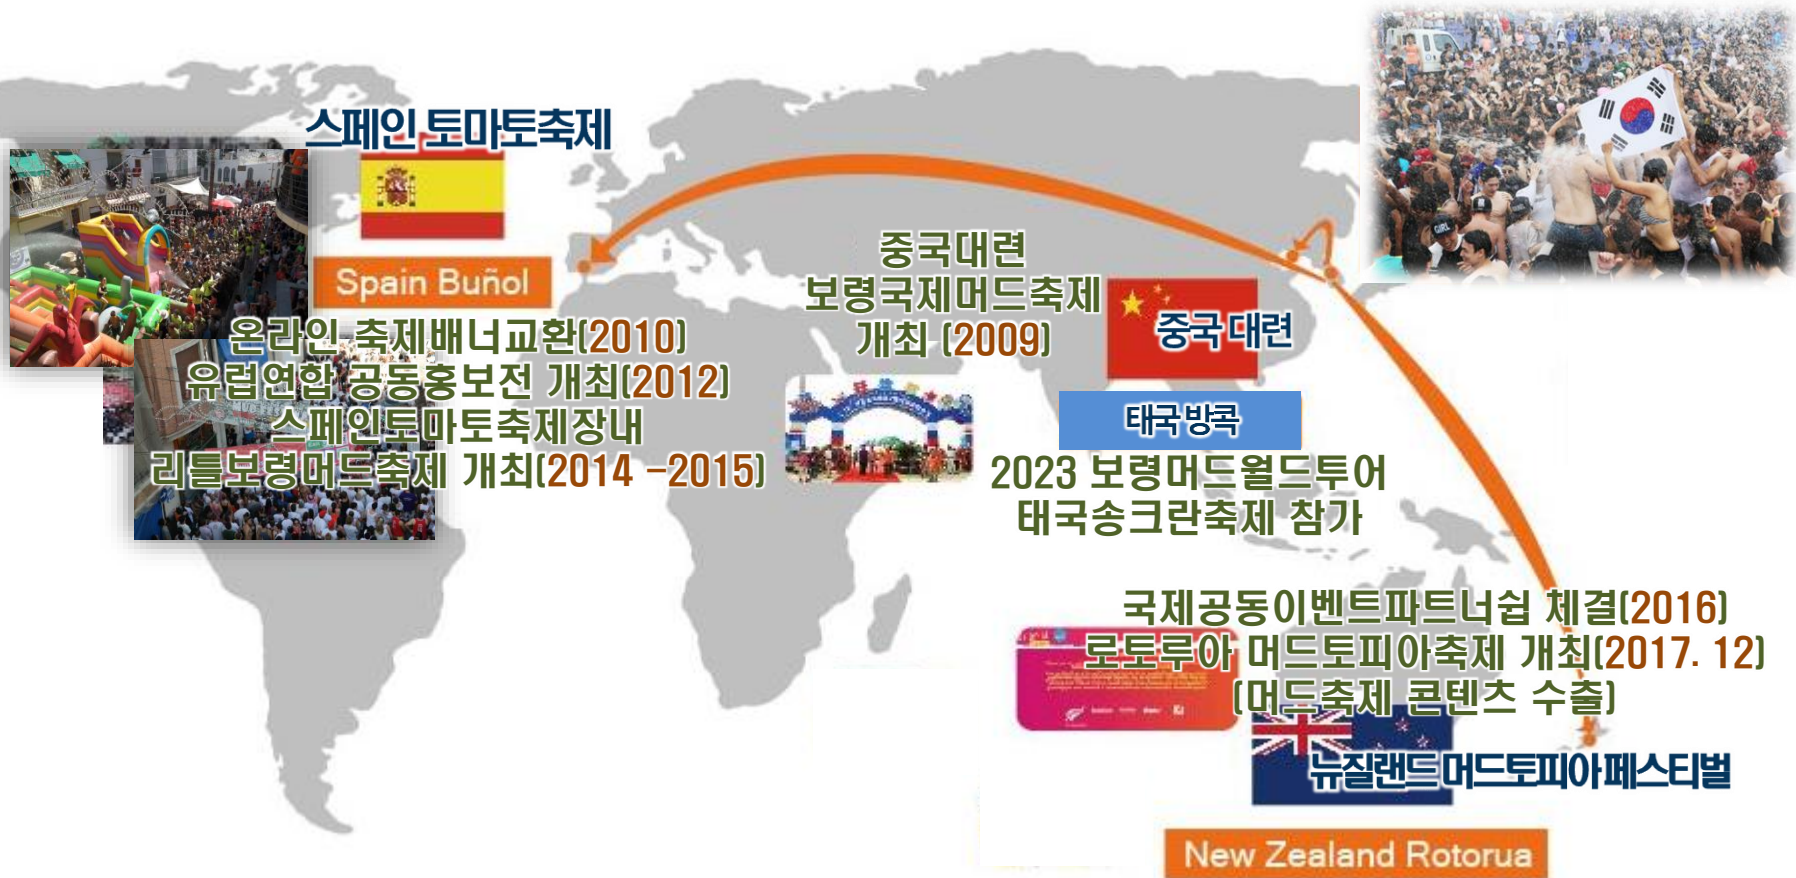 스페인 토마토축제
Spain Buñol
온라인 축제배너교환(2010)
유럽연합 공동홍보전 개최(2012)
스페인토마토축제장내
리틀보령머드축제 개최(2014 -2015)
중국대련
보령국제머드축제
개최 (2009)
중국 대련
태국 방콕
2023 보령머드월드투어
태국송크란축제 참가
국제공동이벤트파트너쉽 체결(2016)
로토루아 머드토피아축제 개최(2017. 12)
(머드축제 콘텐츠 수출)
뉴질랜드 머드토피아 페스티벌
New Zealand Rotorua